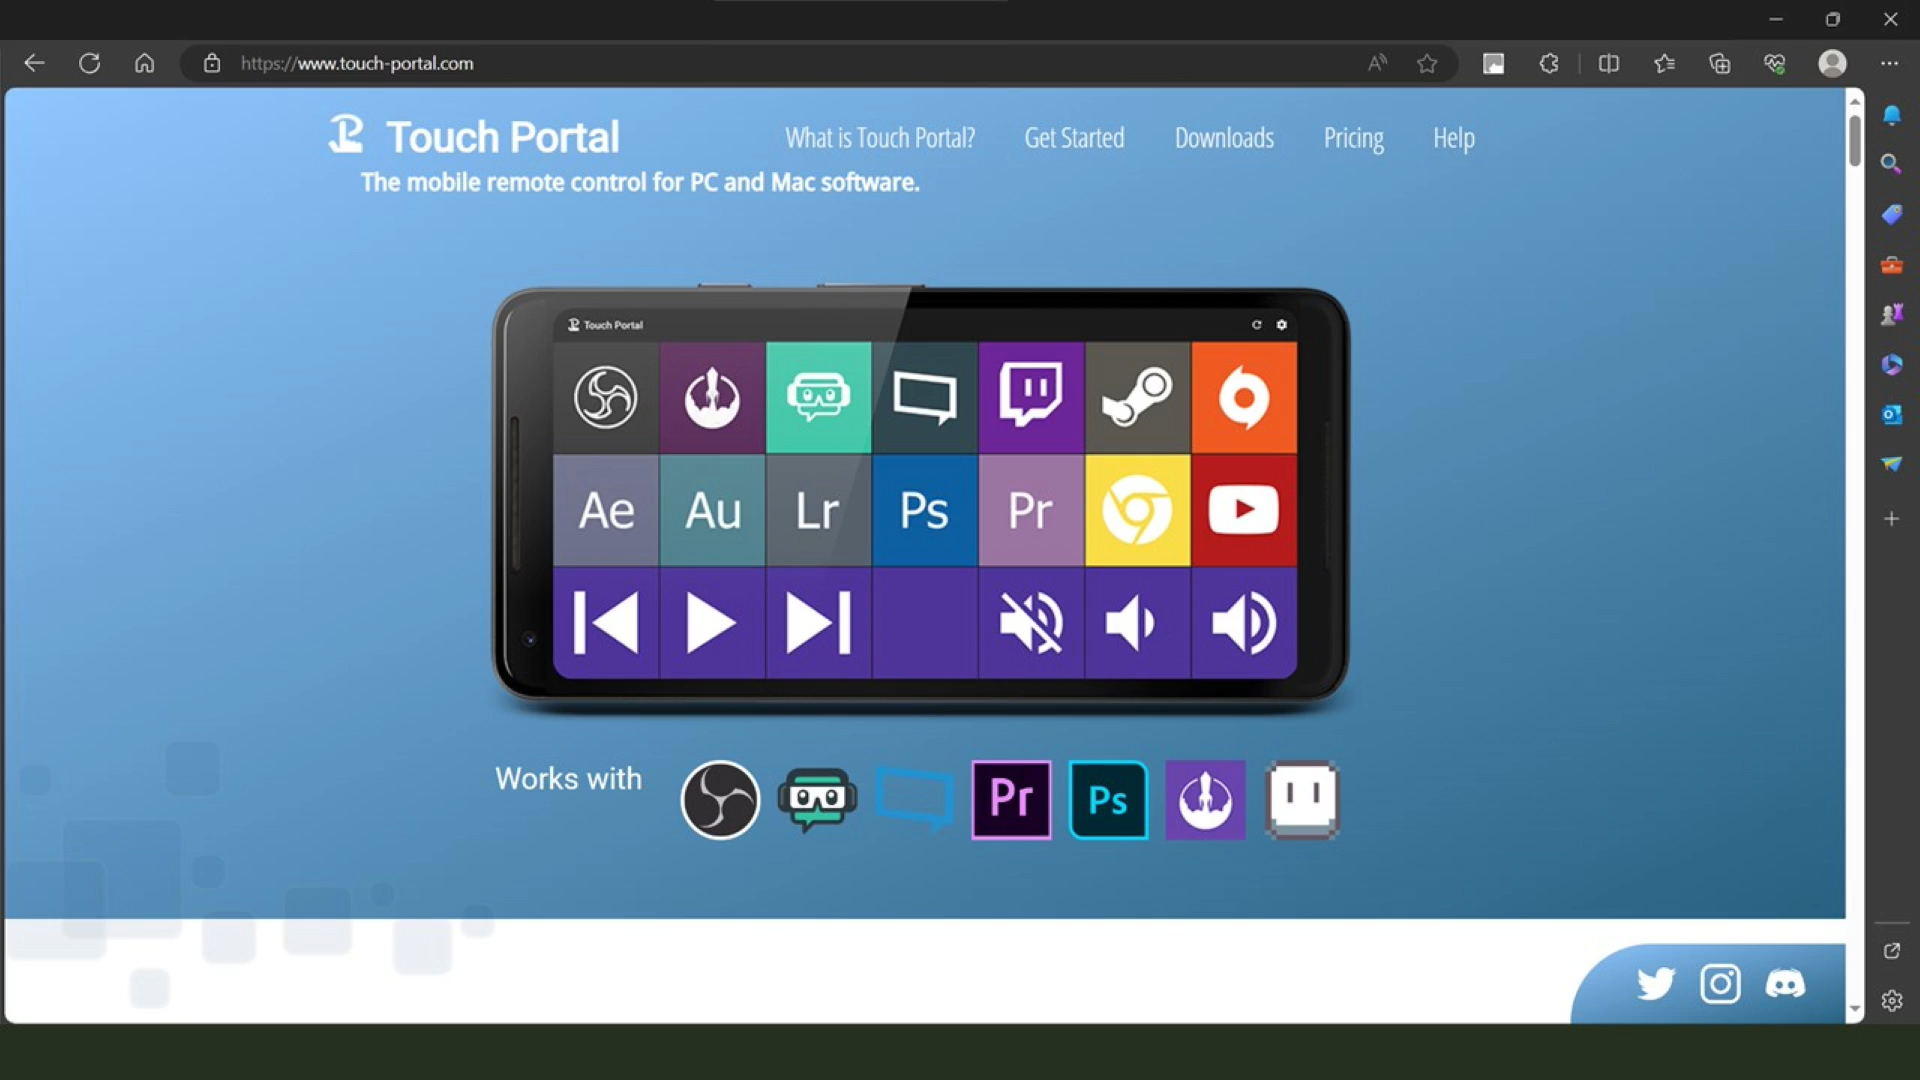 https://www.touch-portal.com
Touch Portal
What is Touch Portal?
Get Started
Downloads
Pricing
Help
The mobile remote control for PC and Mac software.
Touch Portal
Ae
Au
Lr
Ps
Pr
Works with
Pr
Ps